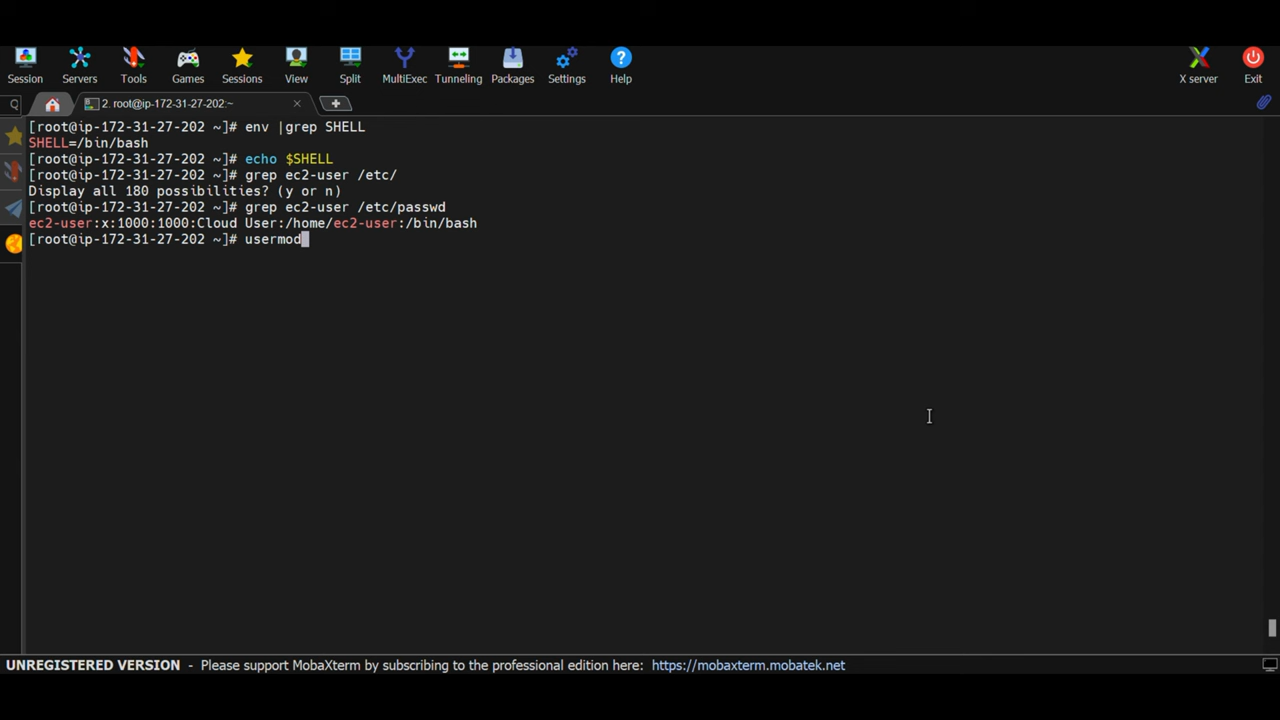 Session Servers Tools Games Sessions View Split MultiExec Tunneling Packages Settings Help X server Exit
2. root@ip-172-31-27-202:~
[root@ip-172-31-27-202 ~]# env |grep SHELL
SHELL=/bin/bash
[root@ip-172-31-27-202 ~]# echo $SHELL
[root@ip-172-31-27-202 ~]# grep ec2-user /etc/
Display all 180 possibilities? (y or n)
[root@ip-172-31-27-202 ~]# grep ec2-user /etc/passwd
ec2-user:x:1000:1000:Cloud User:/home/ec2-user:/bin/bash
[root@ip-172-31-27-202 ~]# usermod
UNREGISTERED VERSION - Please support MobaXterm by subscribing to the professional edition here: https://mobaxterm.mobatek.net